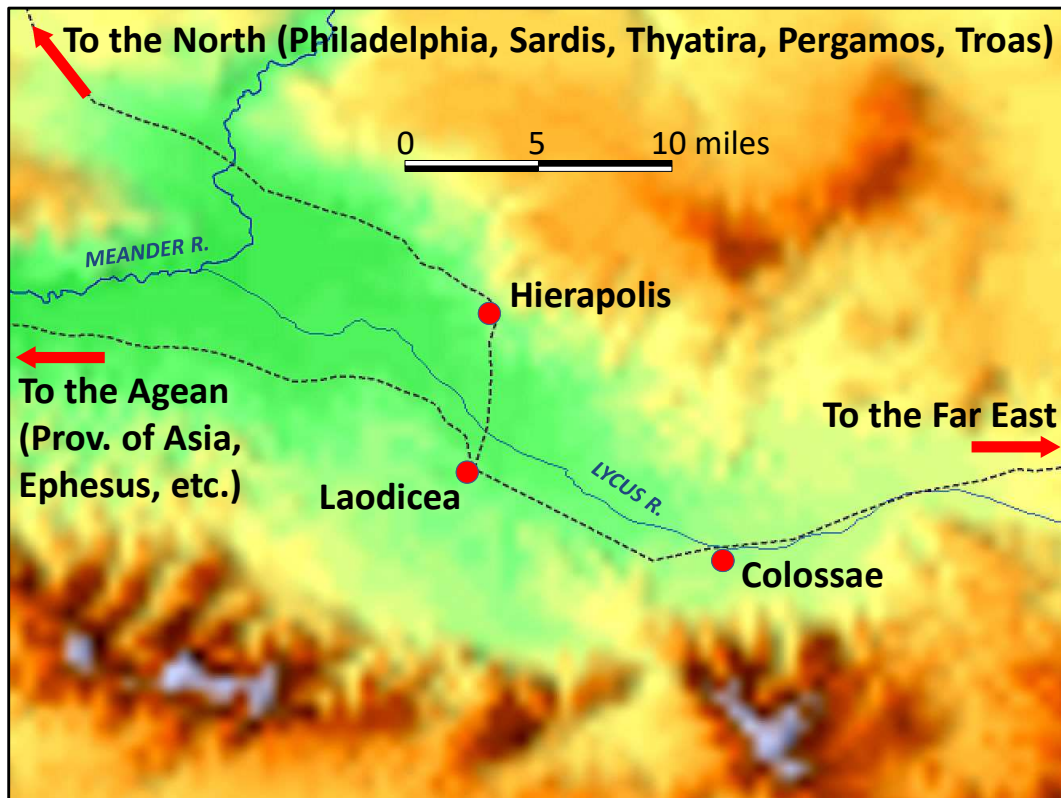 To the North (Philadelphia, Sardis, Thyatira, Pergamos, Troas)
0 5 10 miles
MEANDER R.
Hierapolis
To the Agean
(Prov. of Asia,
Ephesus, etc.)
To the Far East
Laodicea
LYCUS R.
Colossae